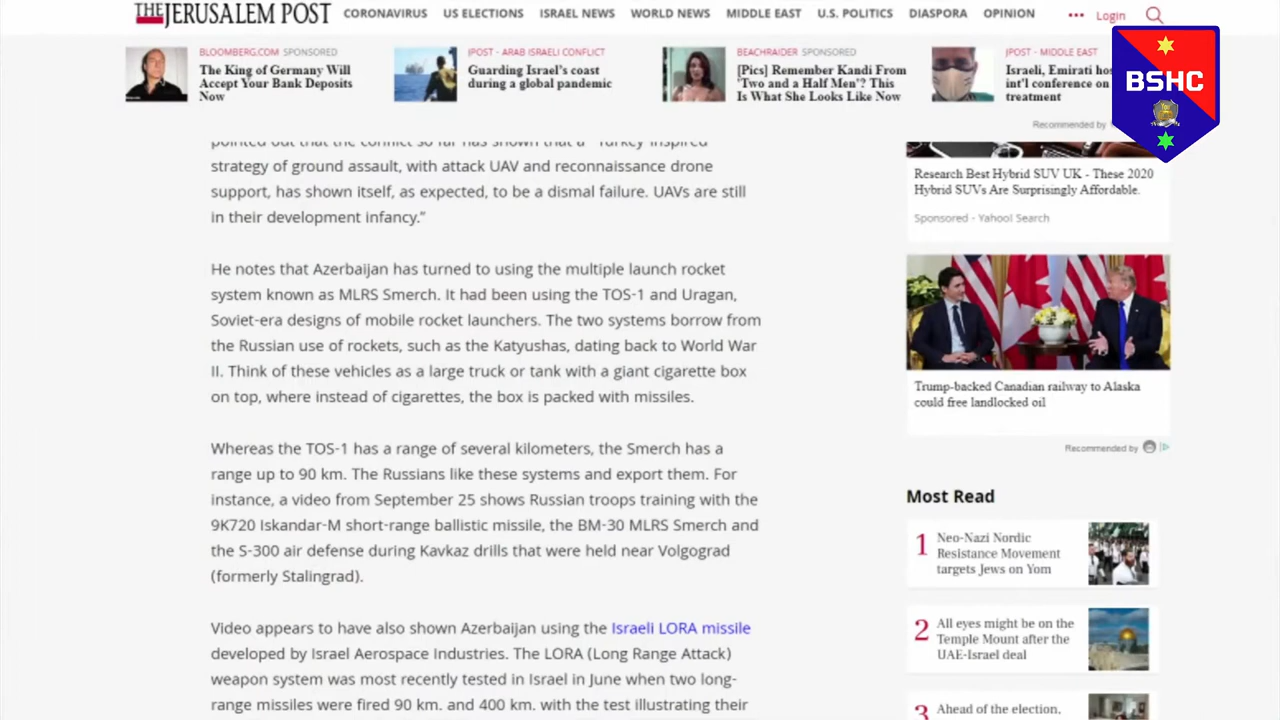 THE JERUSALEM POST
CORONAVIRUS US ELECTIONS ISRAEL NEWS WORLD NEWS MIDDLE EAST U.S. POLITICS DIASPORA OPINION ••• Login
BLOOMBERG.COM SPONSORED
The King of Germany Will
Accept Your Bank Deposits
Now
JPOST - ARAB ISRAELI CONFLICT
Guarding Israel's coast
during a global pandemic
BEACHRAIDER SPONSORED
[Pics] Remember Kandi From
'Two and a Half Men'? This
Is What She Looks Like Now
JPOST - MIDDLE EAST
Israeli, Emirati
int'l conference on
treatment
Recommended by
BSHC
pointed out that the conflict so far has shown that a "Turkey-inspired
strategy of ground assault, with attack UAV and reconnaissance drone
support, has shown itself, as expected, to be a dismal failure. UAVs are still
in their development infancy."
He notes that Azerbaijan has turned to using the multiple launch rocket
system known as MLRS Smerch. It had been using the TOS-1 and Uragan,
Soviet-era designs of mobile rocket launchers. The two systems borrow from
the Russian use of rockets, such as the Katyushas, dating back to World War
II. Think of these vehicles as a large truck or tank with a giant cigarette box
on top, where instead of cigarettes, the box is packed with missiles.
Whereas the TOS-1 has a range of several kilometers, the Smerch has a
range up to 90 km. The Russians like these systems and export them. For
instance, a video from September 25 shows Russian troops training with the
9K720 Iskandar-M short-range ballistic missile, the BM-30 MLRS Smerch and
the S-300 air defense during Kavkaz drills that were held near Volgograd
(formerly Stalingrad).
Video appears to have also shown Azerbaijan using the Israeli LORA missile
developed by Israel Aerospace Industries. The LORA (Long Range Attack)
weapon system was most recently tested in Israel in June when two long-
range missiles were fired 90 km. and 400 km. with the test illustrating their
Research Best Hybrid SUV UK - These 2020
Hybrid SUVs Are Surprisingly Affordable.
Sponsored - Yahool Search
Trump-backed Canadian railway to Alaska
could free landlocked oil
Recommended by
Most Read
1 Neo-Nazi Nordic
Resistance Movement
targets Jews on Yom
2 All eyes might be on the
Temple Mount after the
UAE-Israel deal
3 Ahead of the election,